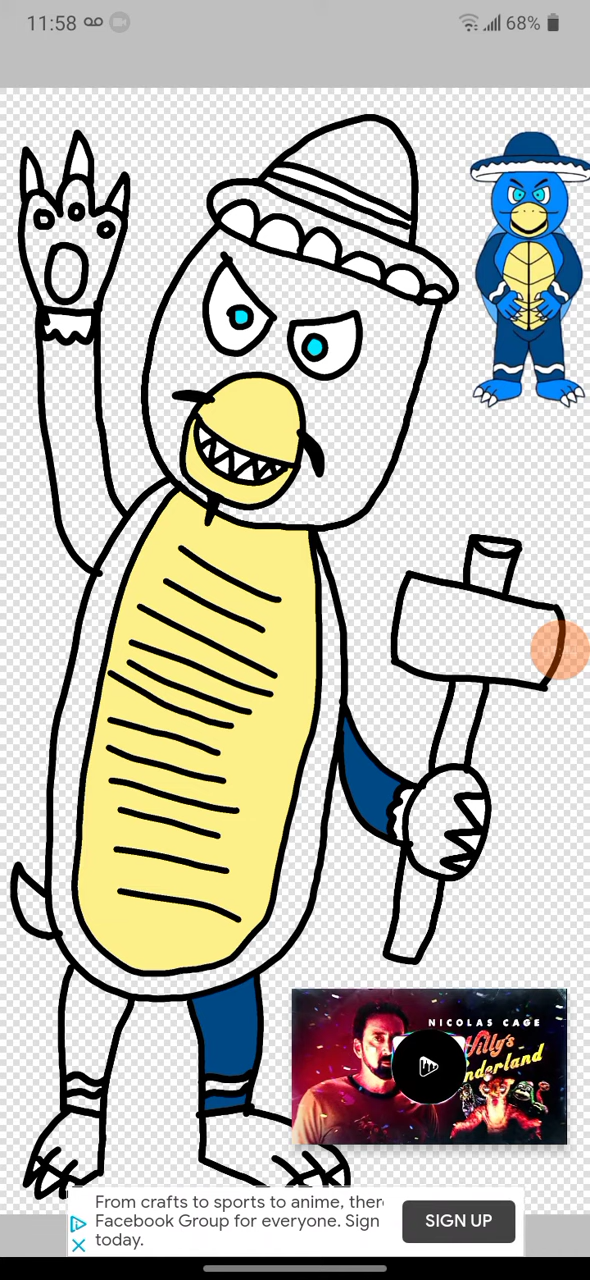 11:58
68%
NICOLAS CAGE
Willy's
Wonderland
From crafts to sports to anime, there
Facebook Group for everyone. Sign
today.
SIGN UP